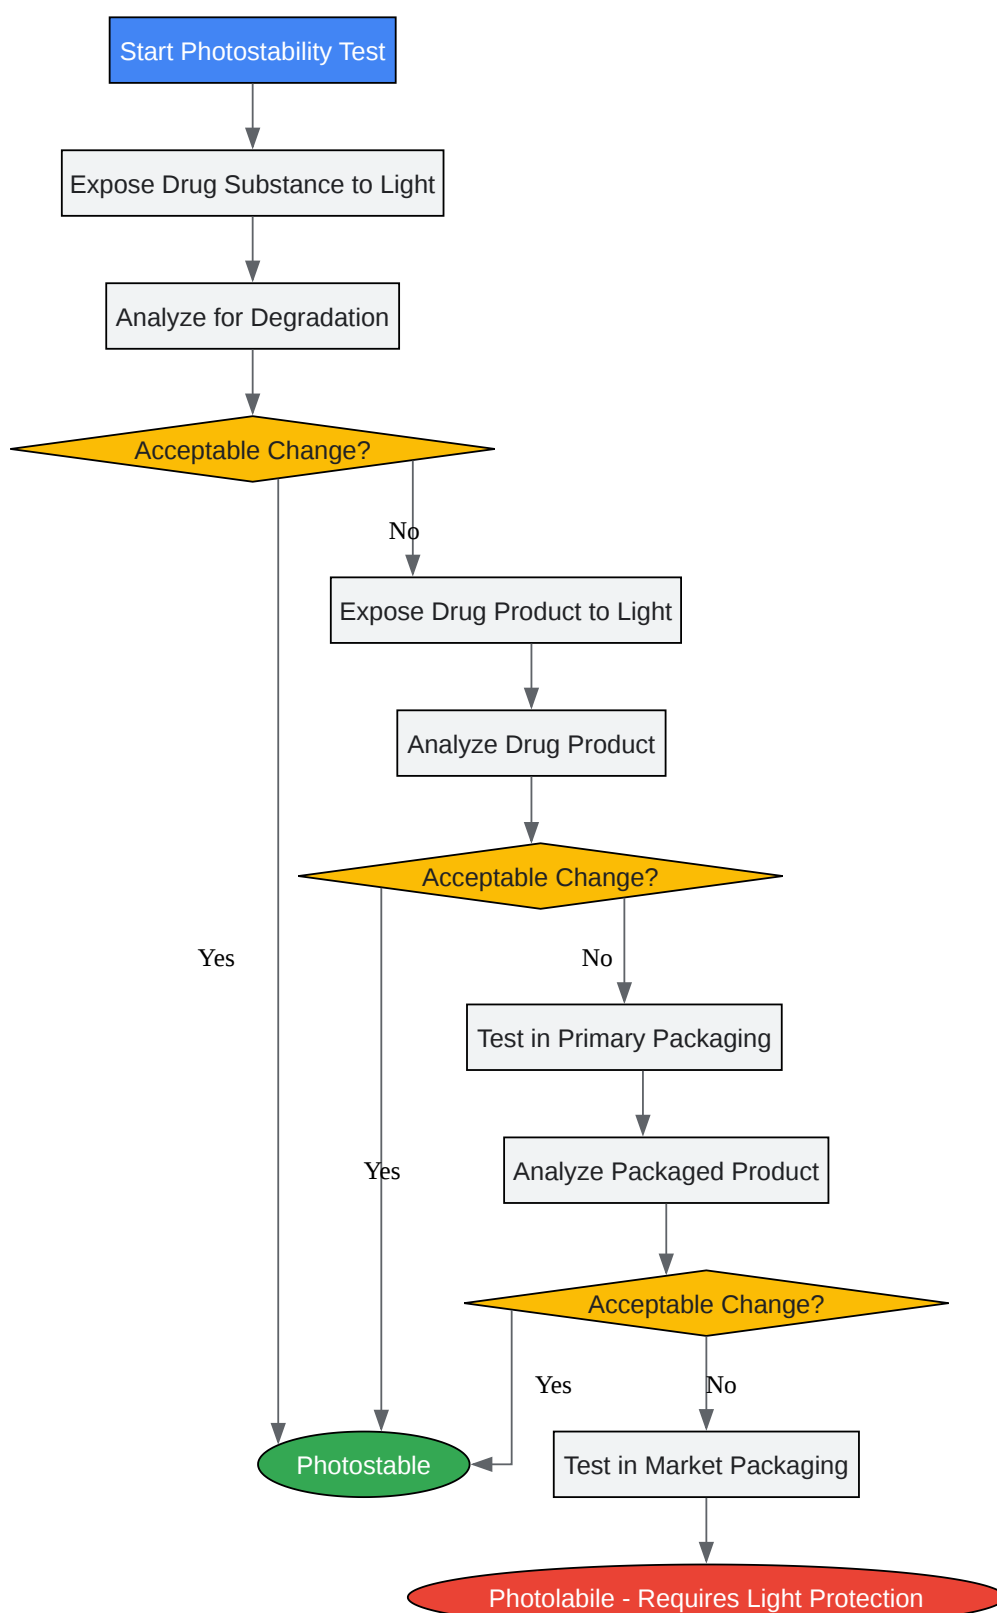 Start Photostability Test
Expose Drug Substance to Light
Analyze for Degradation
Acceptable Change?
No
Expose Drug Product to Light
Analyze Drug Product
Acceptable Change?
Yes
No
Test in Primary Packaging
Yes
Analyze Packaged Product
Acceptable Change?
Yes
No
Photostable
Test in Market Packaging
Photolabile - Requires Light Protection